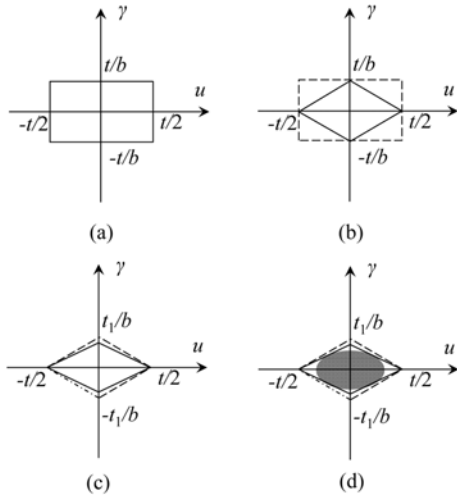 γ γ
t/b t/b
u u
-t/2 t/2 -t/2 t/2
-t/b -t/b
(a) (b)
γ γ
t₁/b t₁/b
u u
-t/2 t/2 -t/2 t/2
-t₁/b -t₁/b
(c) (d)